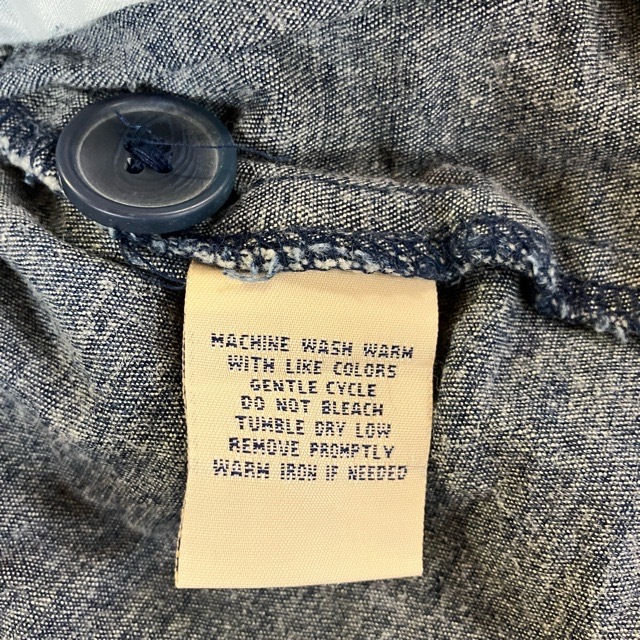 MACHINE WASH WARM
WITH LIKE COLORS
GENTLE CYCLE
DO NOT BLEACH
TUMBLE DRY LOW
REMOVE PROMPTLY
WARM IRON IF NEEDED